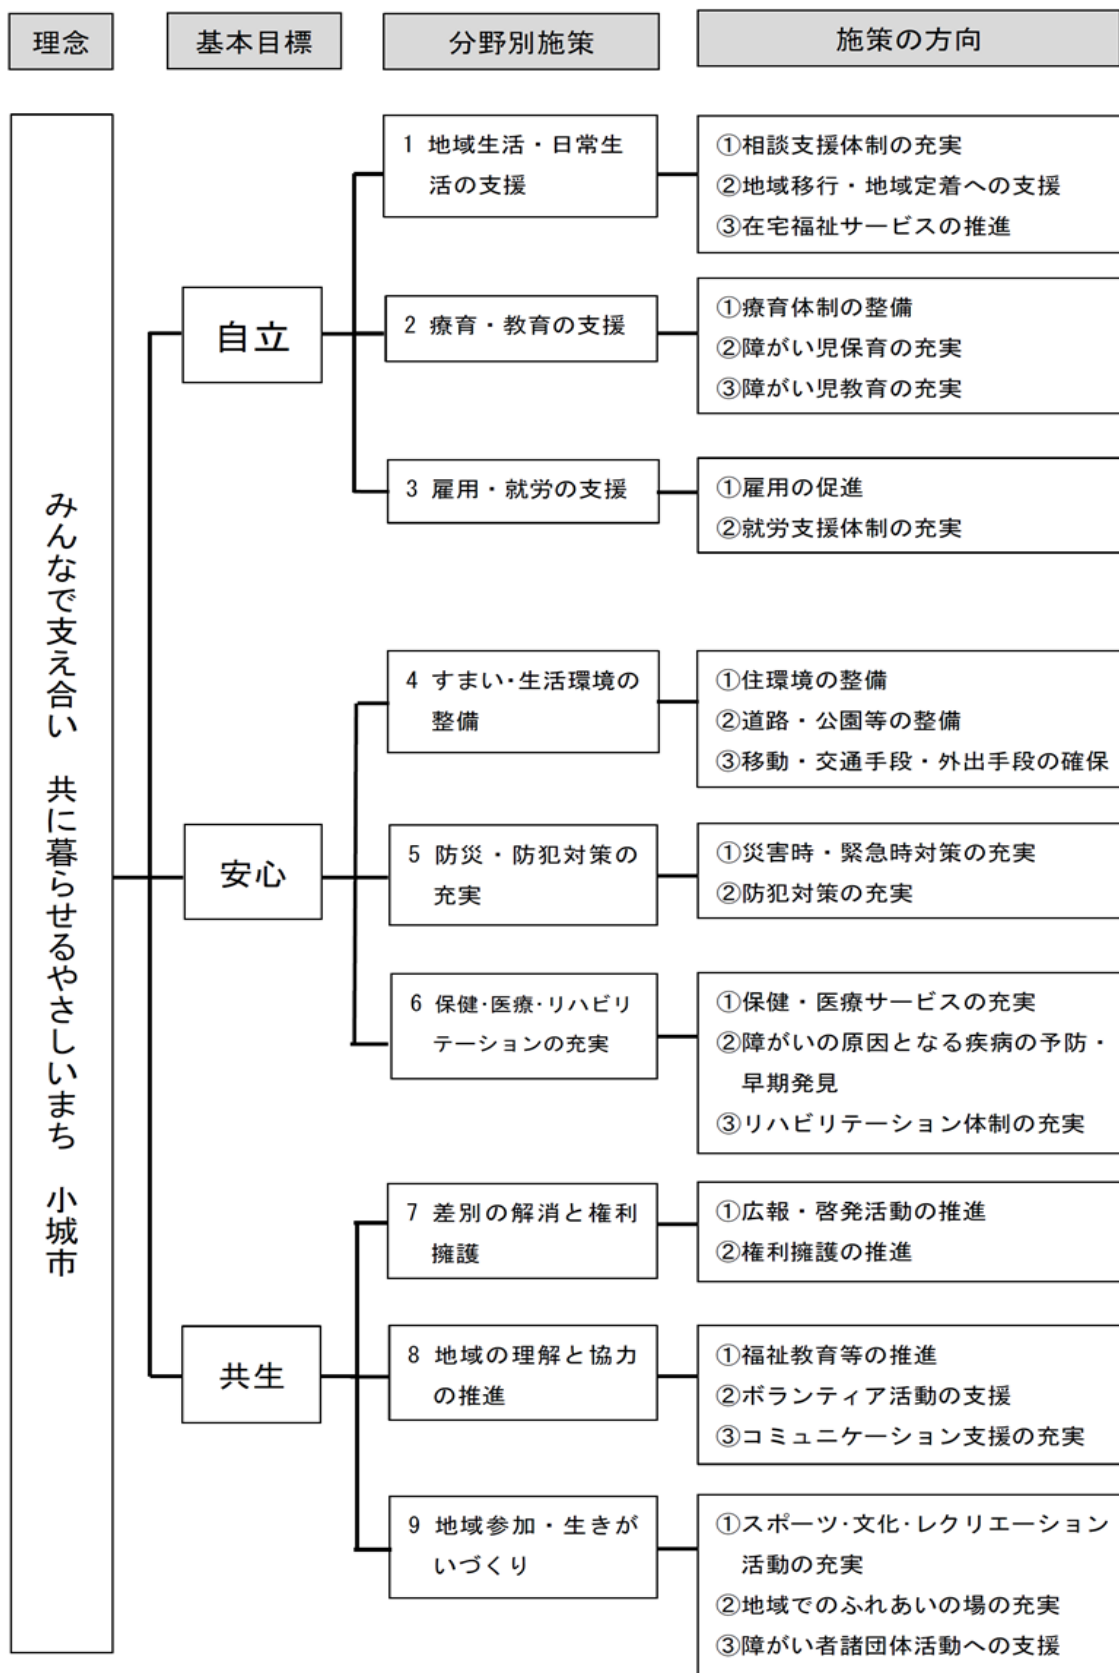 理念
基本目標
分野別施策
施策の方向
みんなで支え合い　共に暮らせるやさしいまち　小城市
自立
1 地域生活・日常生
活の支援
①相談支援体制の充実
②地域移行・地域定着への支援
③在宅福祉サービスの推進
2 療育・教育の支援
①療育体制の整備
②障がい児保育の充実
③障がい児教育の充実
3 雇用・就労の支援
①雇用の促進
②就労支援体制の充実
安心
4 すまい・生活環境の
整備
①住環境の整備
②道路・公園等の整備
③移動・交通手段・外出手段の確保
5 防災・防犯対策の
充実
①災害時・緊急時対策の充実
②防犯対策の充実
6 保健・医療・リハビリ
テーションの充実
①保健・医療サービスの充実
②障がいの原因となる疾病の予防・
早期発見
③リハビリテーション体制の充実
共生
7 差別の解消と権利
擁護
①広報・啓発活動の推進
②権利擁護の推進
8 地域の理解と協力
の推進
①福祉教育等の推進
②ボランティア活動の支援
③コミュニケーション支援の充実
9 地域参加・生きが
いづくり
①スポーツ・文化・レクリエーション
活動の充実
②地域でのふれあいの場の充実
③障がい者諸団体活動への支援